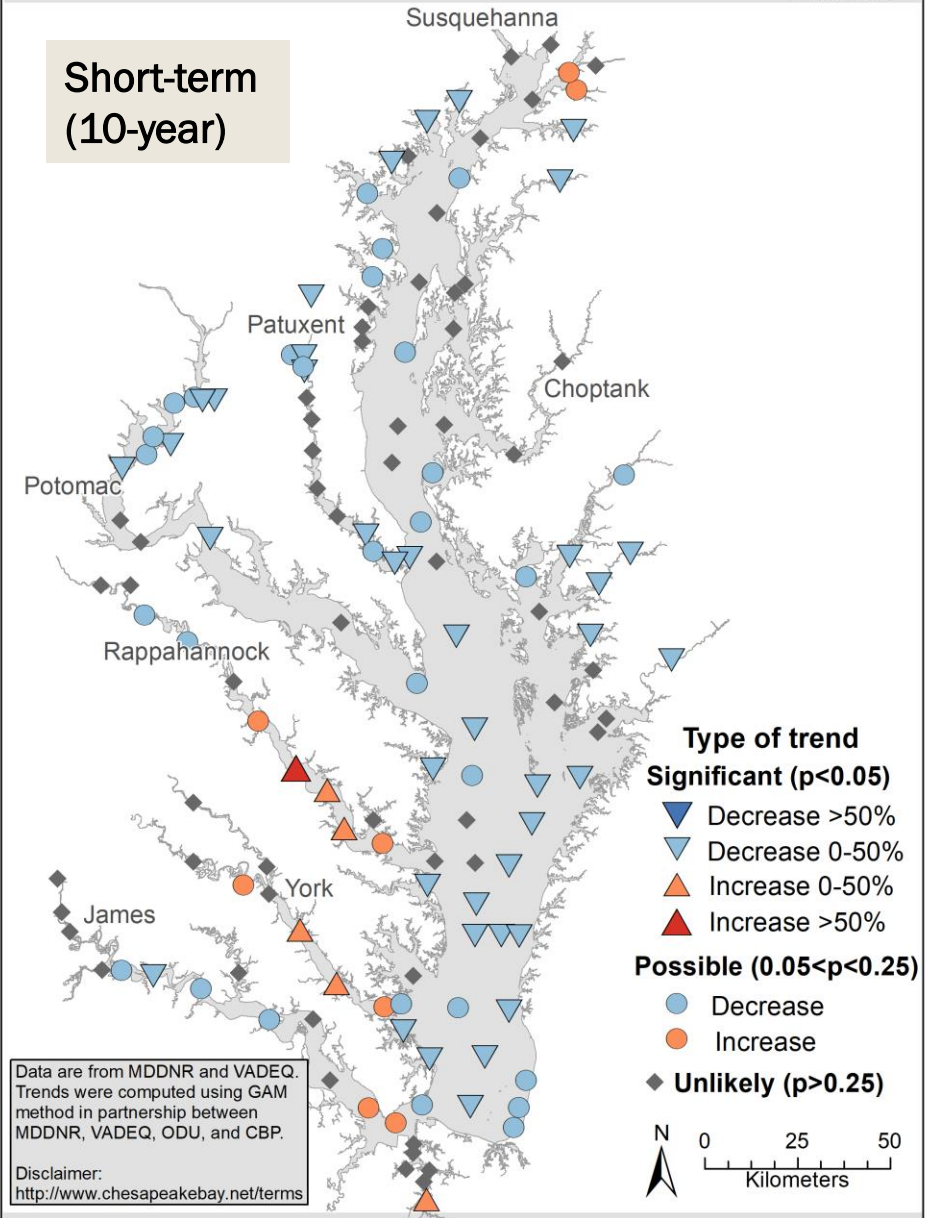 Susquehanna
Short-term
(10-year)
Patuxent
Choptank
Potomac
Rappahannock
York
James
Type of trend
Significant (p<0.05)
Decrease >50%
Decrease 0-50%
Increase 0-50%
Increase >50%
Possible (0.05<p<0.25)
Decrease
Increase
Unlikely (p>0.25)
Data are from MDDNR and VADEQ.
Trends were computed using GAM
method in partnership between
MDDNR, VADEQ, ODU, and CBP.
Disclaimer:
http://www.chesapeakebay.net/terms
N
0 25 50
Kilometers